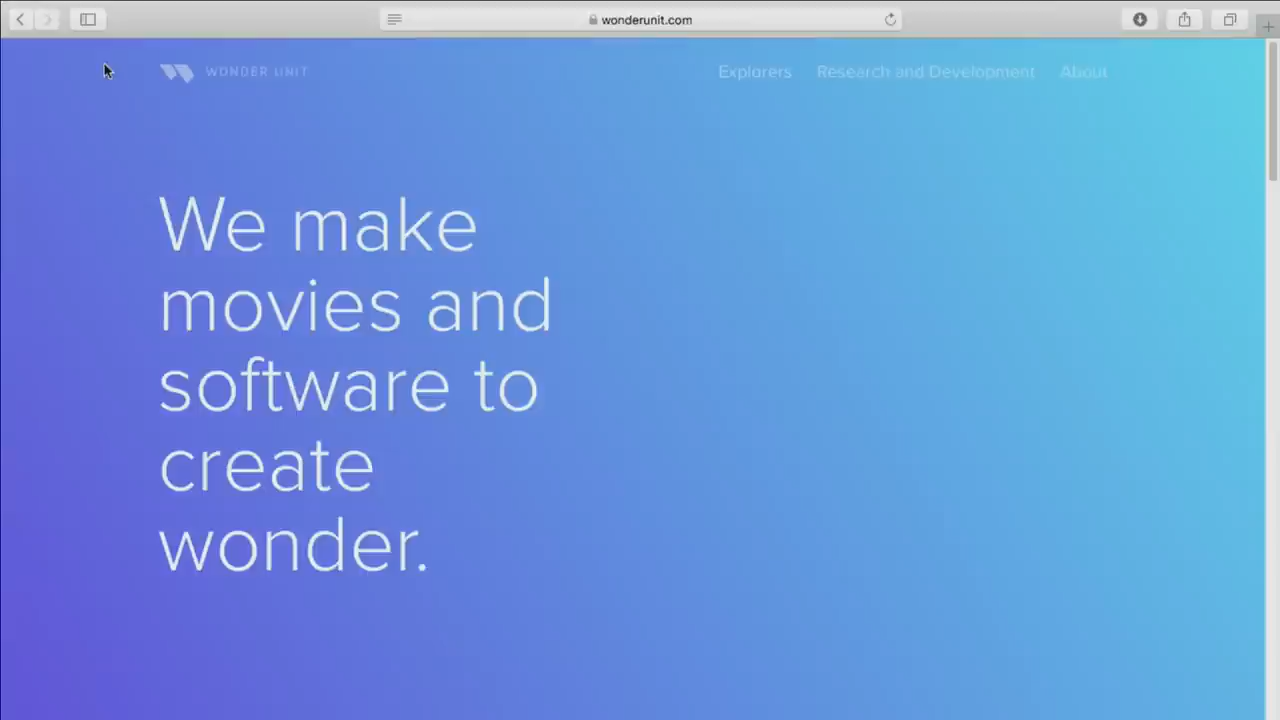 wonderunit.com
WONDER UNIT
Explorers Research and Development About
We make
movies and
software to
create
wonder.